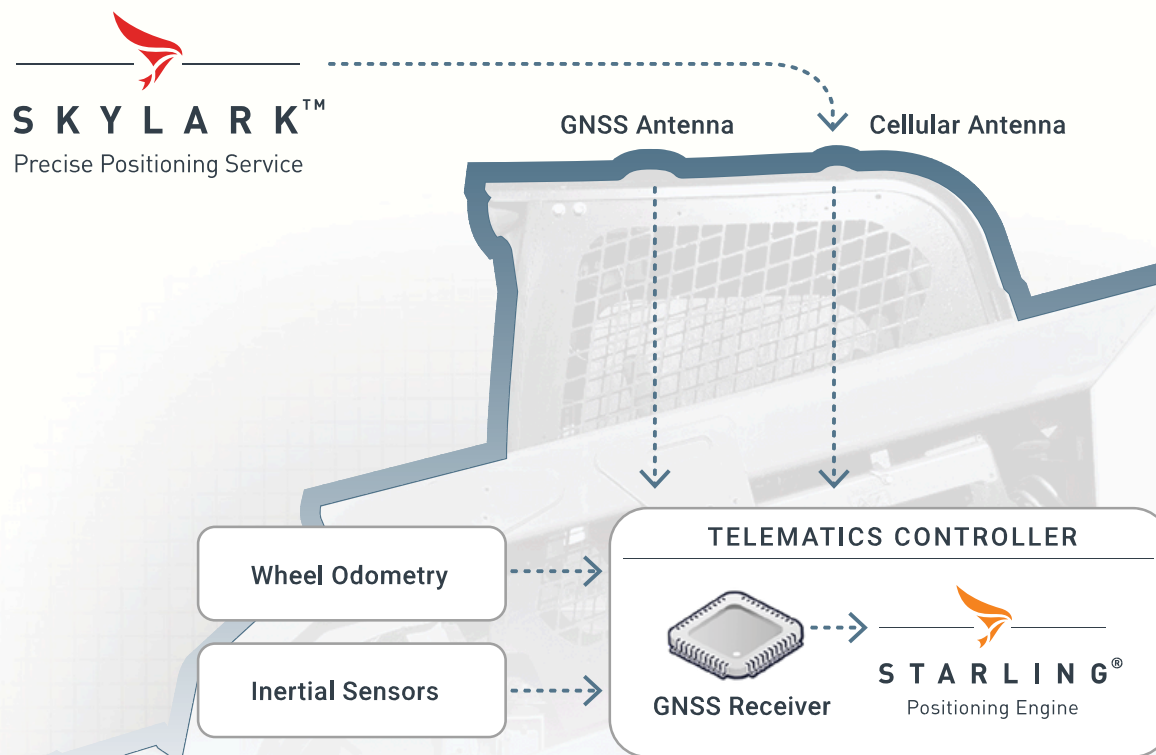 SKYLARK™
Precise Positioning Service
GNSS Antenna
Cellular Antenna
Wheel Odometry
Inertial Sensors
TELEMATICS CONTROLLER
GNSS Receiver
STARLING®
Positioning Engine